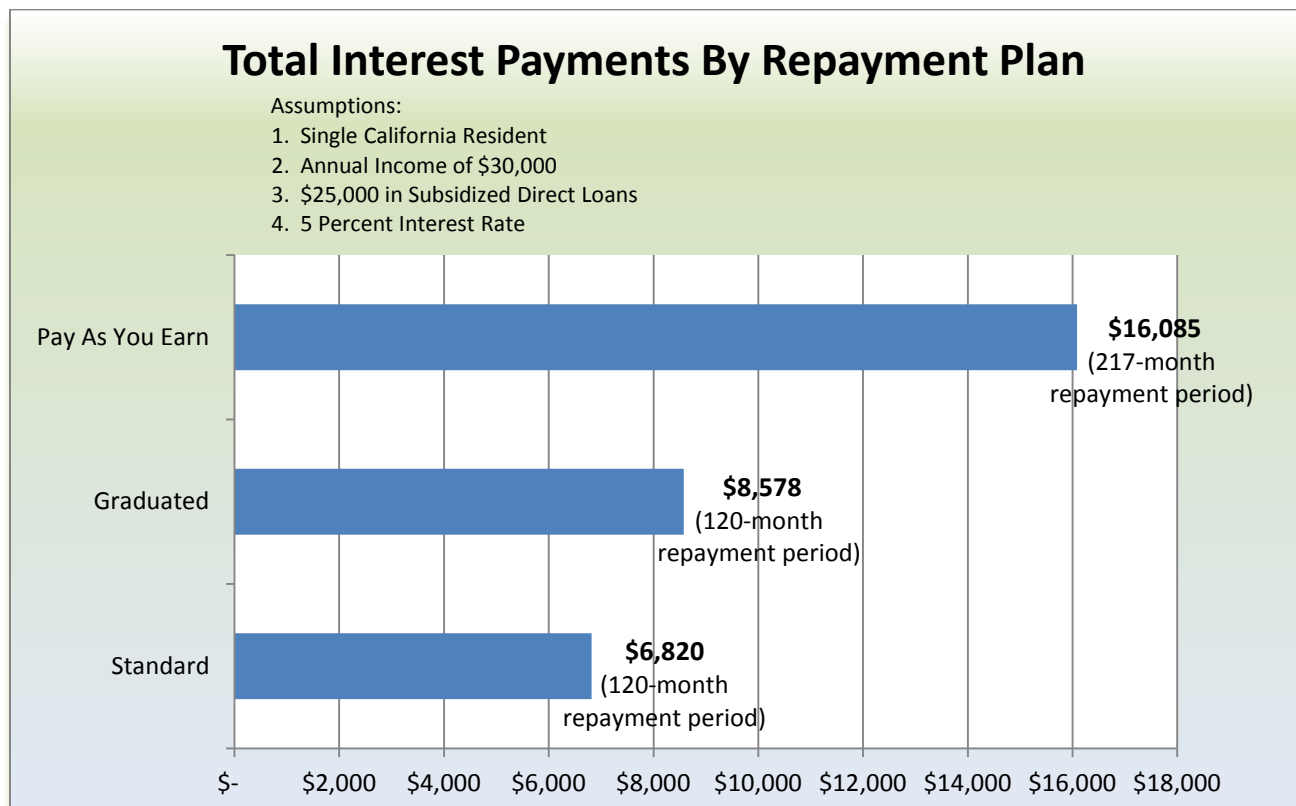 Total Interest Payments By Repayment Plan
Assumptions:
1. Single California Resident
2. Annual Income of $30,000
3. $25,000 in Subsidized Direct Loans
4. 5 Percent Interest Rate
Pay As You Earn
$16,085
(217-month
repayment period)
Graduated
$8,578
(120-month
repayment period)
Standard
$6,820
(120-month
repayment period)
$- $2,000 $4,000 $6,000 $8,000 $10,000 $12,000 $14,000 $16,000 $18,000